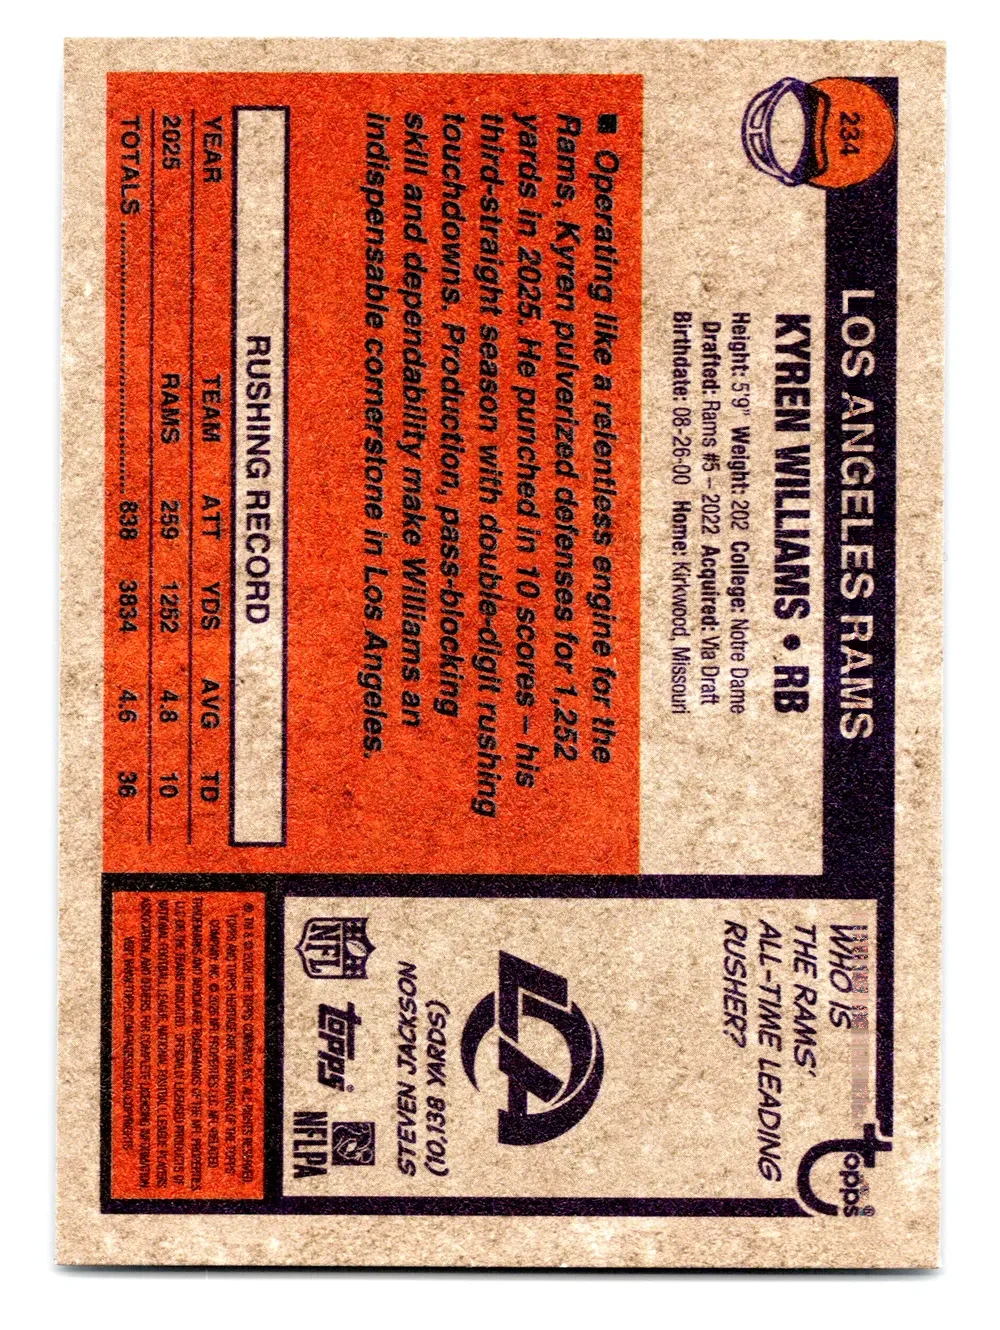 234
LOS ANGELES RAMS
KYREN WILLIAMS • RB
Height: 5'9" Weight: 202 College: Notre Dame
Drafted: Rams #5 – 2022 Acquired: Via Draft
Birthdate: 08-26-00 Home: Kirkwood, Missouri
■ Operating like a relentless engine for the
Rams, Kyren pulverized defenses for 1,252
yards in 2025. He punched in 10 scores – his
third-straight season with double-digit rushing
touchdowns. Production, pass-blocking
skill and dependability make Williams an
indispensable cornerstone in Los Angeles.
RUSHING RECORD
YEAR TEAM ATT YDS AVG TD
2025 RAMS 259 1252 4.8 10
TOTALS 838 3834 4.6 36
Topps®
WHO IS
THE RAMS'
ALL-TIME LEADING
RUSHER?
LA
STEVEN JACKSON
(10,138 YARDS)
NFL
topps®
NFLPA